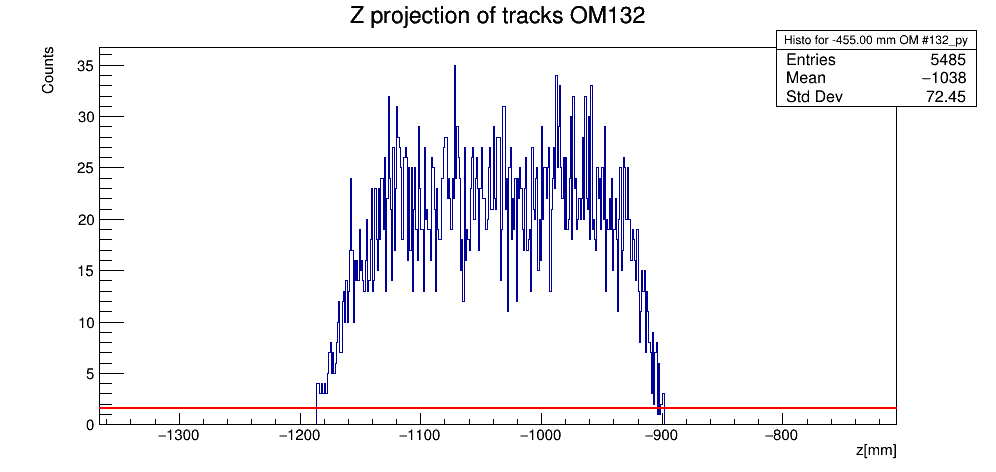 Z projection of tracks OM132
Histo for -455.00 mm OM #132_py
Entries 5485
Mean −1038
Std Dev 72.45
Counts
35
30
25
20
15
10
5
0
−1300 −1200 −1100 −1000 −900 −800
z[mm]